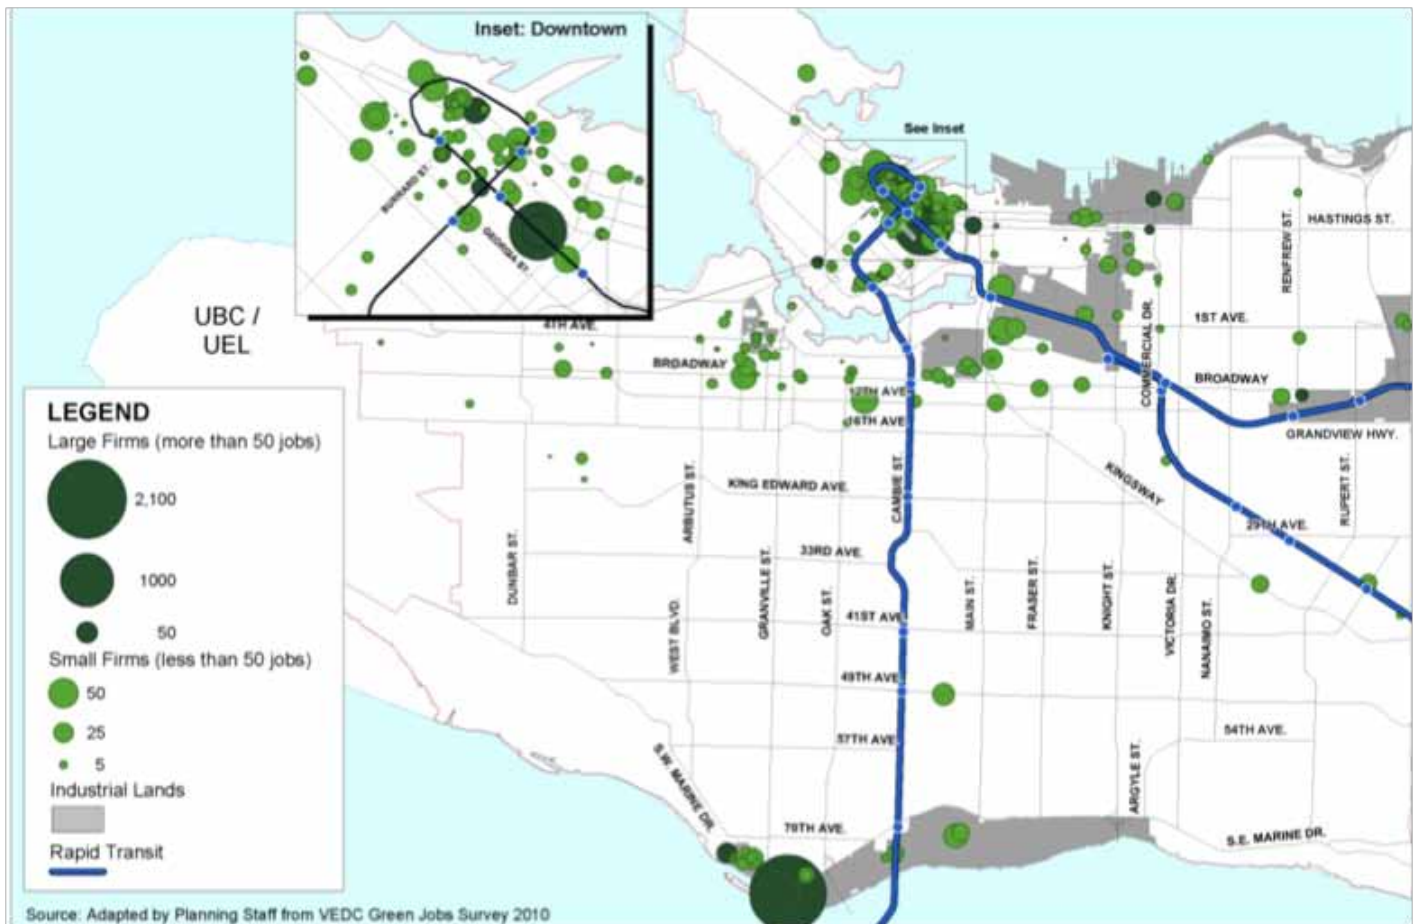 Inset: Downtown
BURRARD ST.
GEORGIA ST.
See Inset
UBC /
UEL
HASTINGS ST.
RENFREW ST.
4TH AVE.
1ST AVE.
COMMERCIAL DR.
BROADWAY
BROADWAY
12TH AVE
16TH AVE.
GRANDVIEW HWY.
KINGSWAY
RUPERT ST.
ARBUTUS ST.
KING EDWARD AVE.
CAMBIE ST.
29TH AVE.
DUNBAR ST.
33RD AVE.
GRANVILLE ST.
OAK ST.
41ST AVE
MAIN ST.
FRASER ST.
KNIGHT ST.
VICTORIA DR.
NANAIMO ST.
WEST BLVD.
49TH AVE.
57TH AVE.
54TH AVE.
ARGYLE ST.
S.W. MARINE DR.
70TH AVE.
S.E. MARINE DR.
LEGEND
Large Firms (more than 50 jobs)
2,100
1000
50
Small Firms (less than 50 jobs)
50
25
5
Industrial Lands
Rapid Transit
Source: Adapted by Planning Staff from VEDC Green Jobs Survey 2010